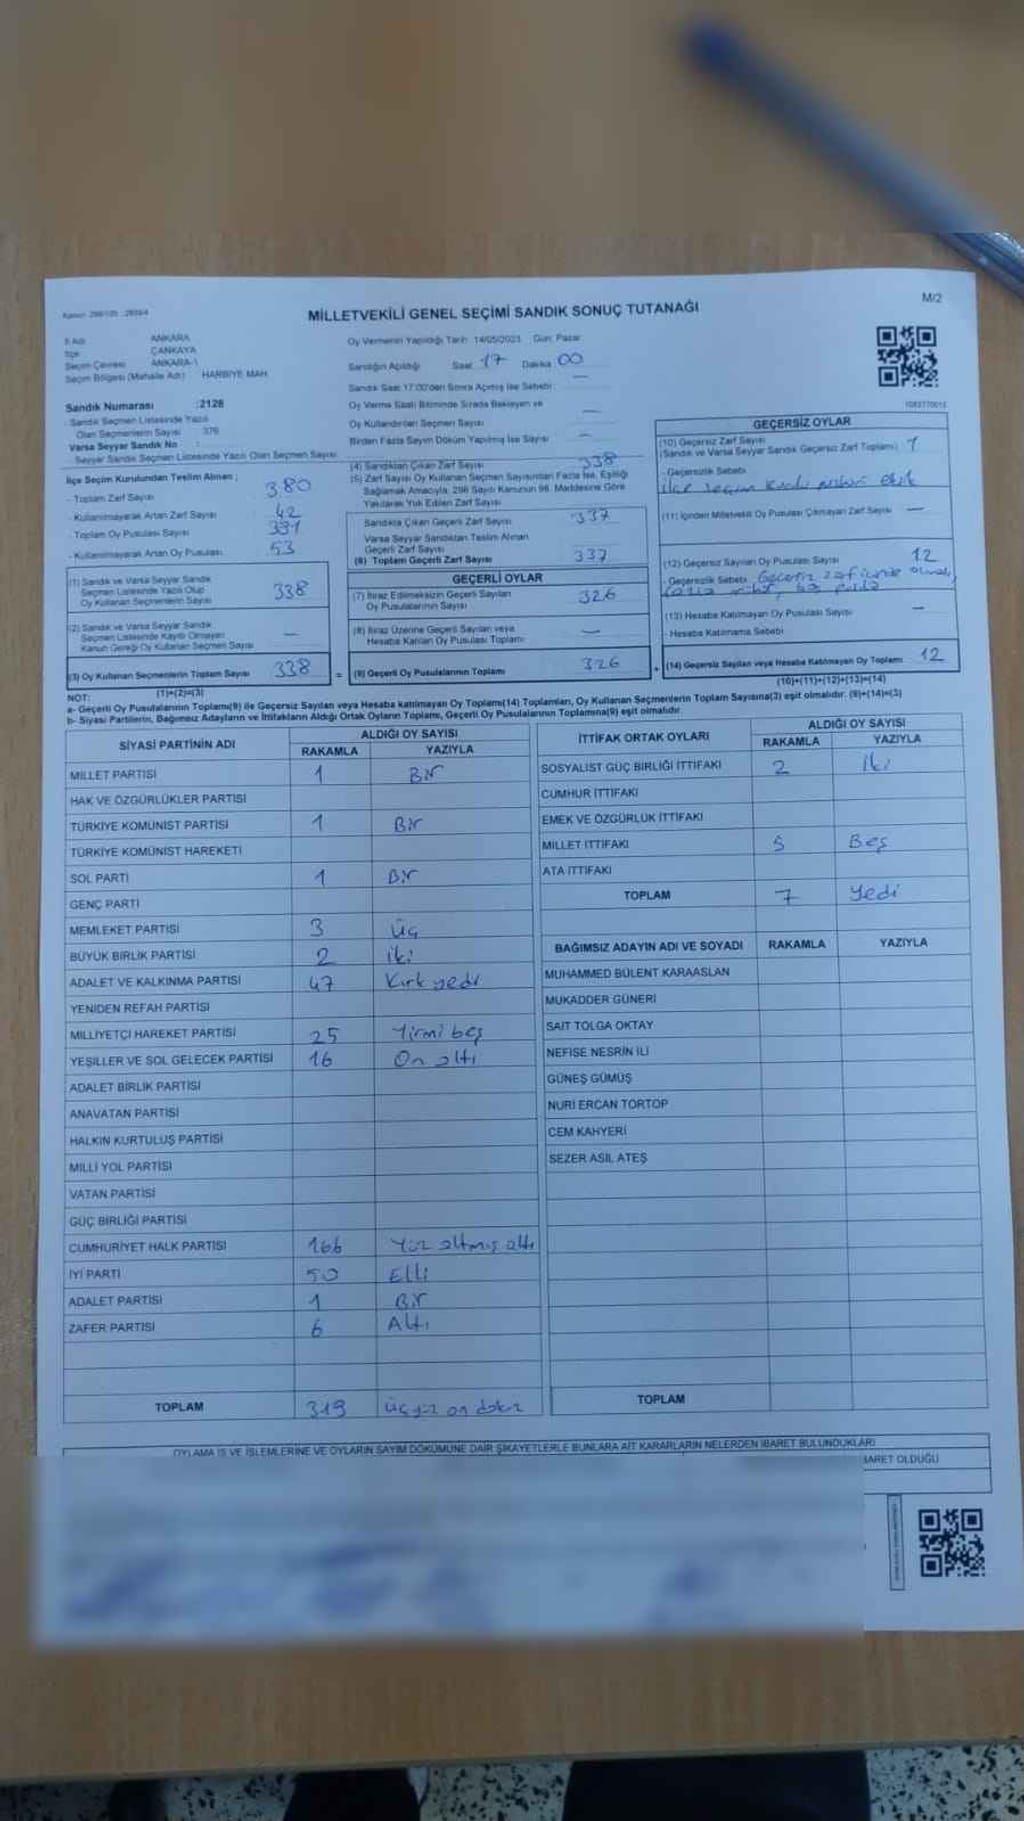 M/2
MİLLETVEKİLİ GENEL SEÇİMİ SANDIK SONUÇ TUTANAĞI
İl Adı ANKARA
İlçe ÇANKAYA
Seçim Çevresi ANKARA-1
Seçim Bölgesi (Mahalle Adı) HARBİYE MAH.
Oy Vermenin Yapıldığı Tarih: 14/05/2023 Gün: Pazar
Sandığın Açıldığı Saat: 17 Dakika: 00
Sandık Saat 17:00'den Sonra Açılmış İse Sebebi: —
Oy Verme Saati Bitiminde Sırada Bekleyen ve
Oy Kullandırılan Seçmen Sayısı —
Birden Fazla Sayım Döküm Yapılmış İse Sayısı —
Sandık Numarası :2128
Sandık Seçmen Listesinde Yazılı
Olan Seçmenlerin Sayısı 376
Varsa Seyyar Sandık No :
Seyyar Sandık Seçmen Listesinde Yazılı Olan Seçmen Sayısı
İlçe Seçim Kurulundan Teslim Alınan ;
- Toplam Zarf Sayısı 380
- Kullanılmayarak Artan Zarf Sayısı 42
- Toplam Oy Pusulası Sayısı 391
- Kullanılmayarak Artan Oy Pusulası 53
(1) Sandık ve Varsa Seyyar Sandık
Seçmen Listesinde Yazılı Olup
Oy Kullanan Seçmenlerin Sayısı 338
(2) Sandık ve Varsa Seyyar Sandık
Seçmen Listesinde Kayıtlı Olmayan
Kanun Gereği Oy Kullanan Seçmen Sayısı —
(3) Oy Kullanan Seçmenlerin Toplam Sayısı 338 =
(1)+(2)=(3)
(4) Sandıktan Çıkan Zarf Sayısı 338
(5) Zarf Sayısı Oy Kullanan Seçmen Sayısından Fazla İse, Eşitliği
Sağlamak Amacıyla, 298 Sayılı Kanunun 98. Maddesine Göre
Yakılarak Yok Edilen Zarf Sayısı
Sandıkta Çıkan Geçerli Zarf Sayısı 337
Varsa Seyyar Sandıktan Teslim Alınan
Geçerli Zarf Sayısı
(6) Toplam Geçerli Zarf Sayısı 337
GEÇERLİ OYLAR
(7) İtiraz Edilmeksizin Geçerli Sayılan
Oy Pusulalarının Sayısı 326
(8) İtiraz Üzerine Geçerli Sayılan veya
Hesaba Katılan Oy Pusulası Toplamı —
(9) Geçerli Oy Pusulalarının Toplamı 326 +
GEÇERSİZ OYLAR
(10) Geçersiz Zarf Sayısı
(Sandık ve Varsa Seyyar Sandık Geçersiz Zarf Toplamı) 1
- Geçersizlik Sebebi
ilçe seçim kurulu mührü eksik
(11) İçinden Milletvekili Oy Pusulası Çıkmayan Zarf Sayısı —
(12) Geçersiz Sayılan Oy Pusulası Sayısı 12
- Geçersizlik Sebebi Geçersiz zarf içinde olması,
fazla mühür,
(13) Hesaba Katılmayan Oy Pusulası Sayısı —
- Hesaba Katılmama Sebebi
(14) Geçersiz Sayılan veya Hesaba Katılmayan Oy Toplamı 12
(10)+(11)+(12)+(13)=(14)
NOT:
a- Geçerli Oy Pusulalarının Toplamı(9) ile Geçersiz Sayılan veya Hesaba katılmayan Oy Toplamı(14) Toplamları, Oy Kullanan Seçmenlerin Toplam Sayısına(3) eşit olmalıdır. (9)+(14)=(3)
b- Siyasi Partilerin, Bağımsız Adayların ve İttifakların Aldığı Ortak Oyların Toplamı, Geçerli Oy Pusulalarının Toplamına(9) eşit olmalıdır.
SİYASİ PARTİNİN ADI ALDIĞI OY SAYISI
RAKAMLA YAZIYLA
MİLLET PARTİSİ 1 Bir
HAK VE ÖZGÜRLÜKLER PARTİSİ
TÜRKİYE KOMÜNİST PARTİSİ 1 Bir
TÜRKİYE KOMÜNİST HAREKETİ
SOL PARTİ 1 Bir
GENÇ PARTİ
MEMLEKET PARTİSİ 3 Üç
BÜYÜK BİRLİK PARTİSİ 2 iki
ADALET VE KALKINMA PARTİSİ 47 Kırk yedi
YENİDEN REFAH PARTİSİ
MİLLİYETÇİ HAREKET PARTİSİ 25 Yirmi beş
YEŞİLLER VE SOL GELECEK PARTİSİ 16 On altı
ADALET BİRLİK PARTİSİ
ANAVATAN PARTİSİ
HALKIN KURTULUŞ PARTİSİ
MİLLİ YOL PARTİSİ
VATAN PARTİSİ
GÜÇ BİRLİĞİ PARTİSİ
CUMHURİYET HALK PARTİSİ 166 Yüz altmış altı
İYİ PARTİ 50 Elli
ADALET PARTİSİ 1 Bir
ZAFER PARTİSİ 6 Altı
TOPLAM 319 üçyüz on dokuz
İTTİFAK ORTAK OYLARI ALDIĞI OY SAYISI
RAKAMLA YAZIYLA
SOSYALİST GÜÇ BİRLİĞİ İTTİFAKI 2 İki
CUMHUR İTTİFAKI
EMEK VE ÖZGÜRLÜK İTTİFAKI
MİLLET İTTİFAKI 5 Beş
ATA İTTİFAKI
TOPLAM 7 Yedi
BAĞIMSIZ ADAYIN ADI VE SOYADI RAKAMLA YAZIYLA
MUHAMMED BÜLENT KARAASLAN
MUKADDER GÜNERİ
SAİT TOLGA OKTAY
NEFİSE NESRİN İLİ
GÜNEŞ GÜMÜŞ
NURİ ERCAN TORTOP
CEM KAHYERİ
SEZER ASIL ATEŞ
TOPLAM
OYLAMA İŞ VE İŞLEMLERİNE VE OYLARIN SAYIM DÖKÜMÜNE DAİR ŞİKAYETLERLE BUNLARA AİT KARARLARIN NELERDEN İBARET BULUNDUKLARI
BARET OLDUĞU